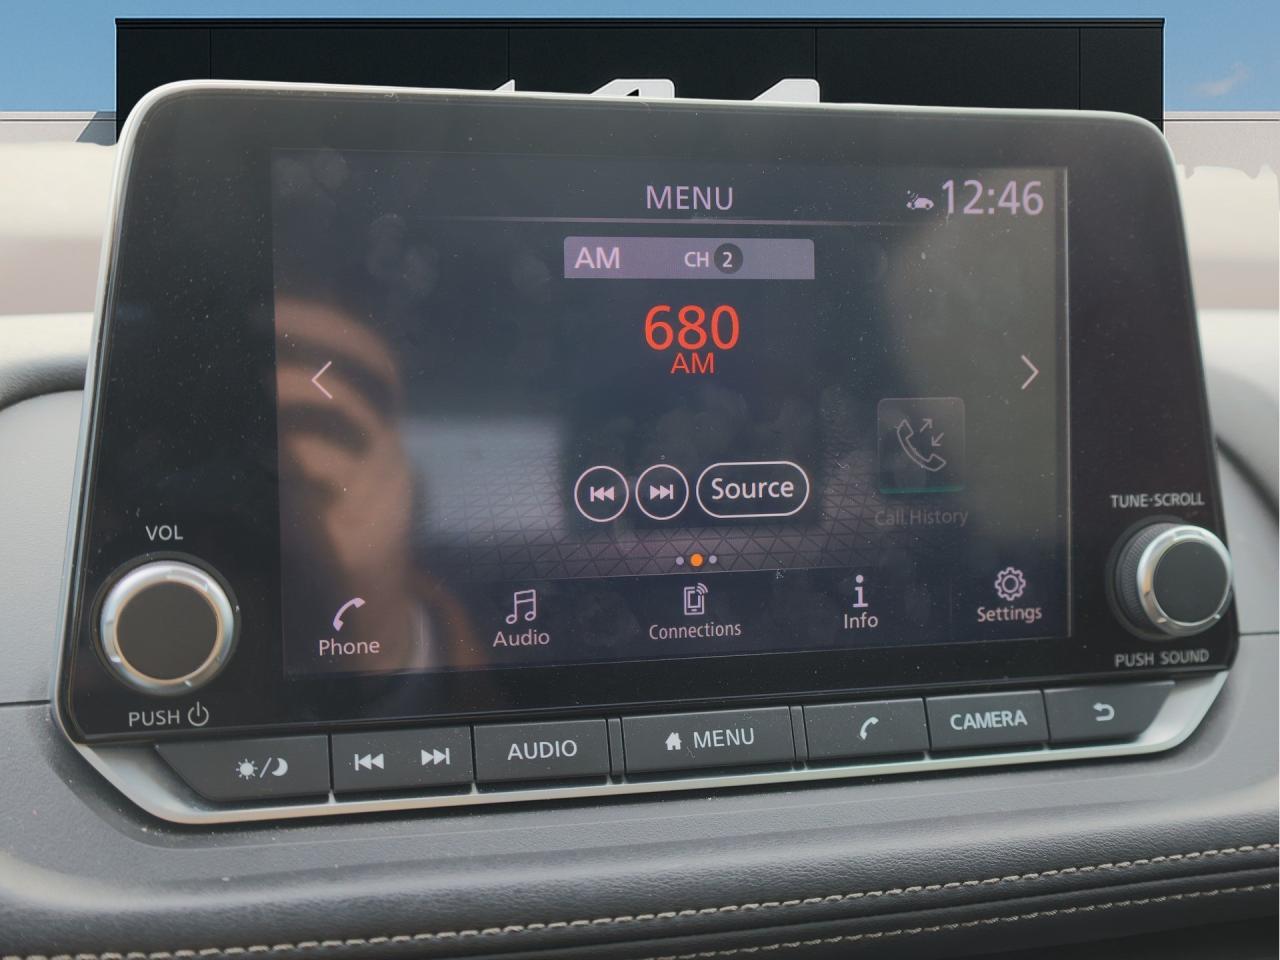 MENU
12:46
AM CH 2
680
AM
Source
Call History
Phone
Audio
Connections
Info
Settings
VOL
PUSH
TUNE·SCROLL
PUSH SOUND
AUDIO
MENU
CAMERA